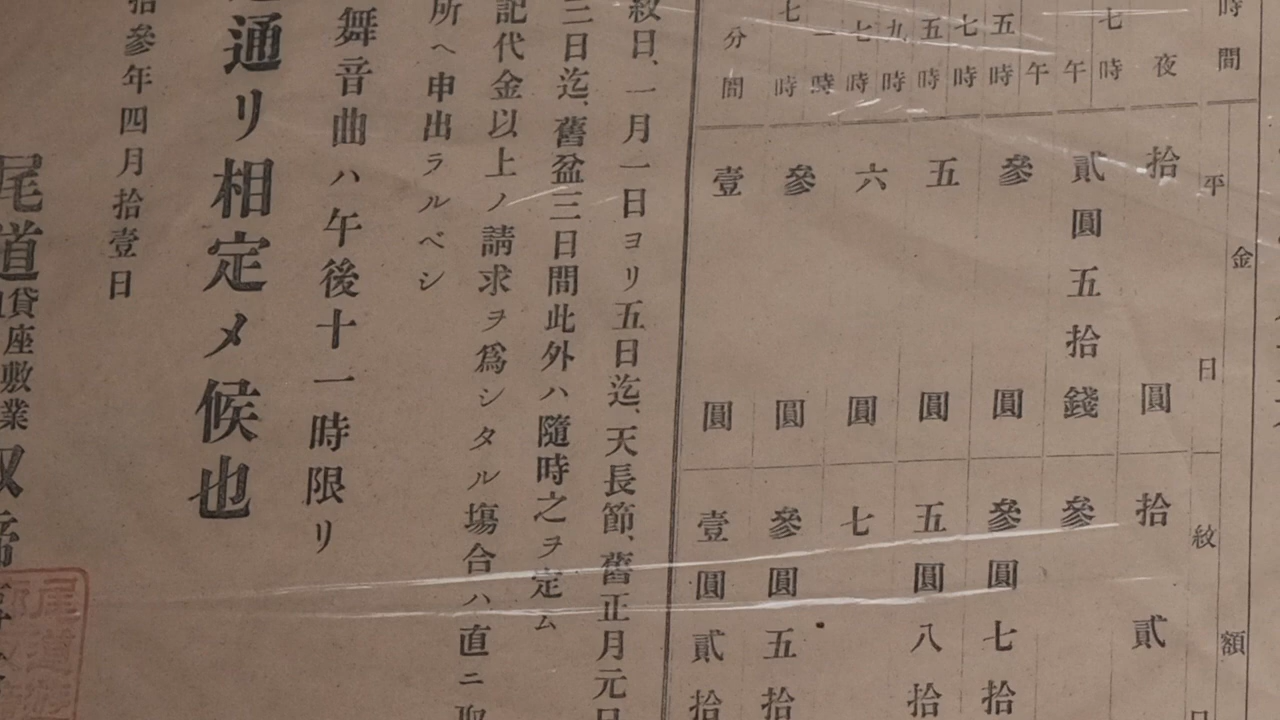 時間
金額
平日
紋
夜
拾圓
拾貳
午
貳圓五拾錢
參
五時
午
參圓
參圓七拾
五時
七時
五圓
五圓八拾
七時
九時
六圓
七
七時
時
參圓
參圓五拾
分間
壹圓
壹圓貳拾
紋日、一月一日ヨリ五日迄、天長節、舊正月元日
三日迄、舊盆三日間此外ハ隨時之ヲ定ム
記代金以上ノ請求ヲ爲シタル塲合ハ直ニ取
所ヘ申出ラルベシ
舞音曲ハ午後十一時限リ
通リ相定メ候也
拾參年四月拾壹日
尾道貸座敷業取締
尾道